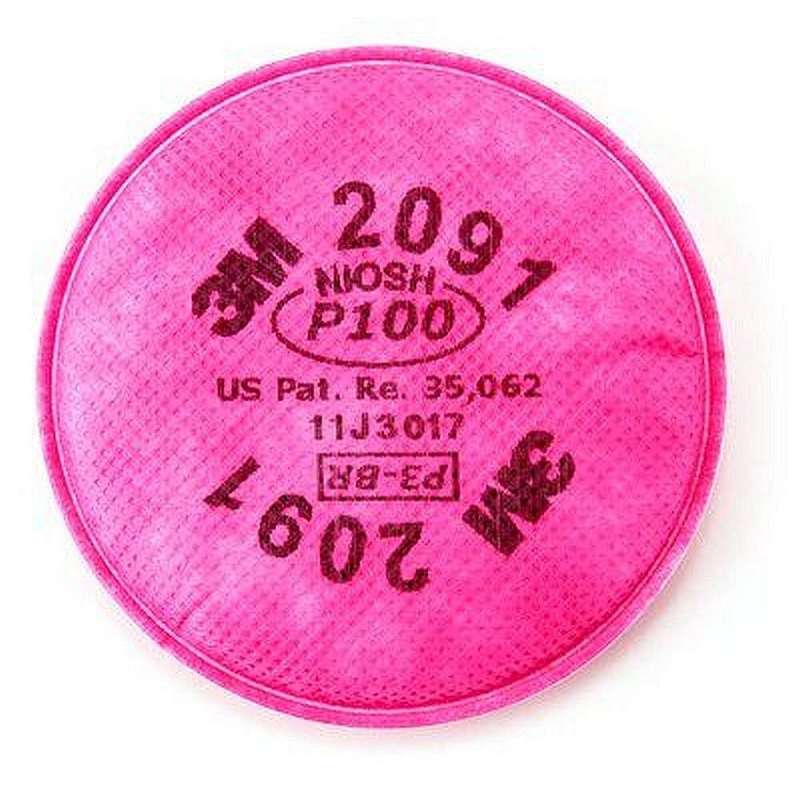 3M 2091
NIOSH
P100
US Pat. Re. 35,062
11J3017
P3-BR
2091 3M